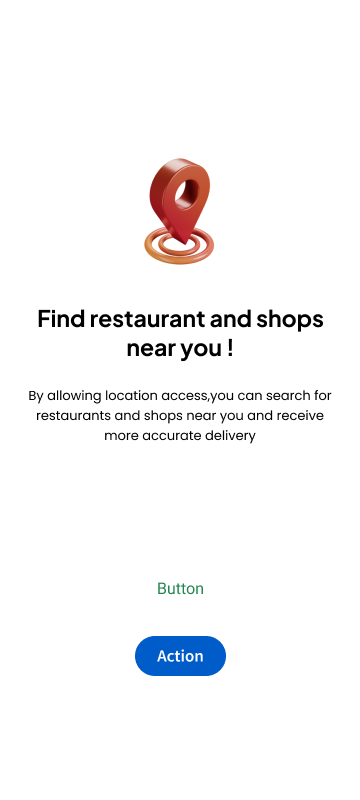 Find restaurant and shops
near you !
By allowing location access,you can search for
restaurants and shops near you and receive
more accurate delivery
Button
Action